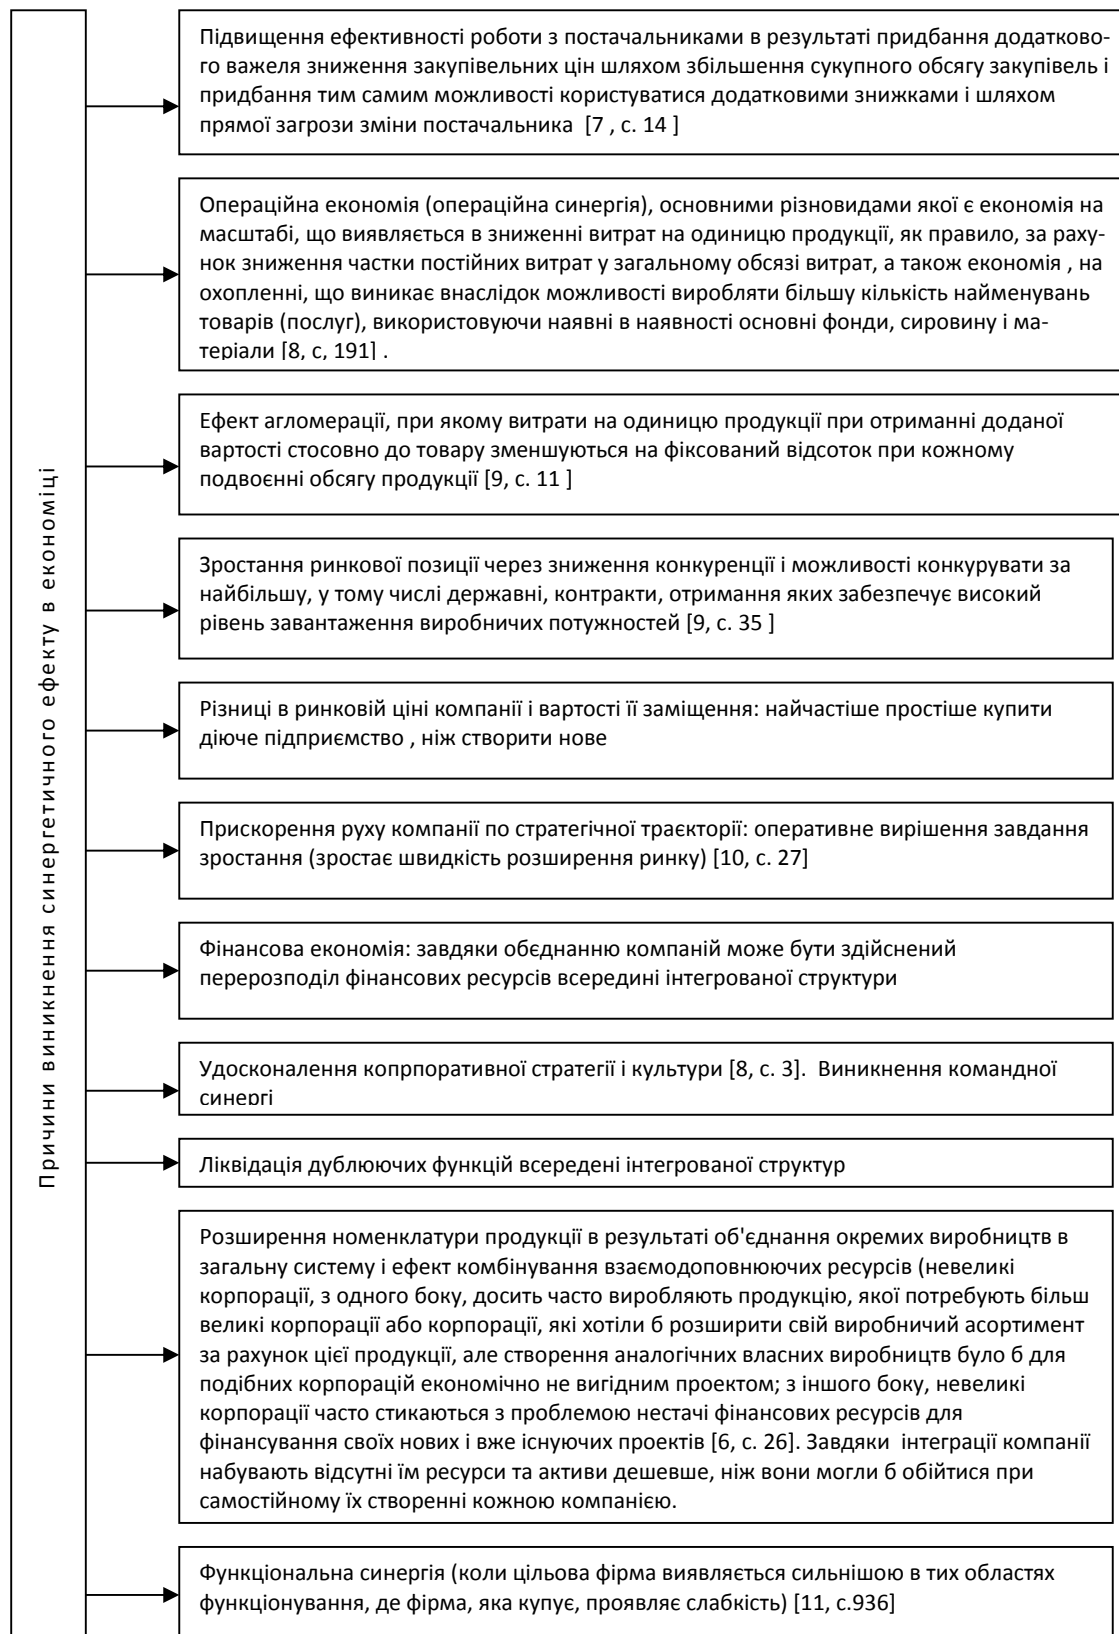 Причини виникнення синергетичного ефекту в економіці
Підвищення ефективності роботи з постачальниками в результаті придбання додатково-
го важеля зниження закупівельних цін шляхом збільшення сукупного обсягу закупівель і
придбання тим самим можливості користуватися додатковими знижками і шляхом
прямої загрози зміни постачальника [7 , с. 14 ]
Операційна економія (операційна синергія), основними різновидами якої є економія на
масштабі, що виявляється в зниженні витрат на одиницю продукції, як правило, за раху-
нок зниження частки постійних витрат у загальному обсязі витрат, а також економія , на
охопленні, що виникає внаслідок можливості виробляти більшу кількість найменувань
товарів (послуг), використовуючи наявні в наявності основні фонди, сировину і ма-
теріали [8, с, 191] .
Ефект агломерації, при якому витрати на одиницю продукції при отриманні доданої
вартості стосовно до товару зменшуються на фіксований відсоток при кожному
подвоєнні обсягу продукції [9, с. 11 ]
Зростання ринкової позиції через зниження конкуренції і можливості конкурувати за
найбільшу, у тому числі державні, контракти, отримання яких забезпечує високий
рівень завантаження виробничих потужностей [9, с. 35 ]
Різниці в ринковій ціні компанії і вартості її заміщення: найчастіше простіше купити
діюче підприємство , ніж створити нове
Прискорення руху компанії по стратегічної траєкторії: оперативне вирішення завдання
зростання (зростає швидкість розширення ринку) [10, с. 27]
Фінансова економія: завдяки обєднанню компаній може бути здійснений
перерозподіл фінансових ресурсів всередині інтегрованої структури
Удосконалення копрпоративної стратегії і культури [8, с. 3]. Виникнення командної
синергі
Ліквідація дублюючих функцій всередені інтегрованої структур
Розширення номенклатури продукції в результаті об'єднання окремих виробництв в
загальну систему і ефект комбінування взаємодоповнюючих ресурсів (невеликі
корпорації, з одного боку, досить часто виробляють продукцію, якої потребують більш
великі корпорації або корпорації, які хотіли б розширити свій виробничий асортимент
за рахунок цієї продукції, але створення аналогічних власних виробництв було б для
подібних корпорацій економічно не вигідним проектом; з іншого боку, невеликі
корпорації часто стикаються з проблемою нестачі фінансових ресурсів для
фінансування своїх нових і вже існуючих проектів [6, с. 26]. Завдяки інтеграції компанії
набувають відсутні їм ресурси та активи дешевше, ніж вони могли б обійтися при
самостійному їх створенні кожною компанією.
Функціональна синергія (коли цільова фірма виявляється сильнішою в тих областях
функціонування, де фірма, яка купує, проявляє слабкість) [11, с.936]